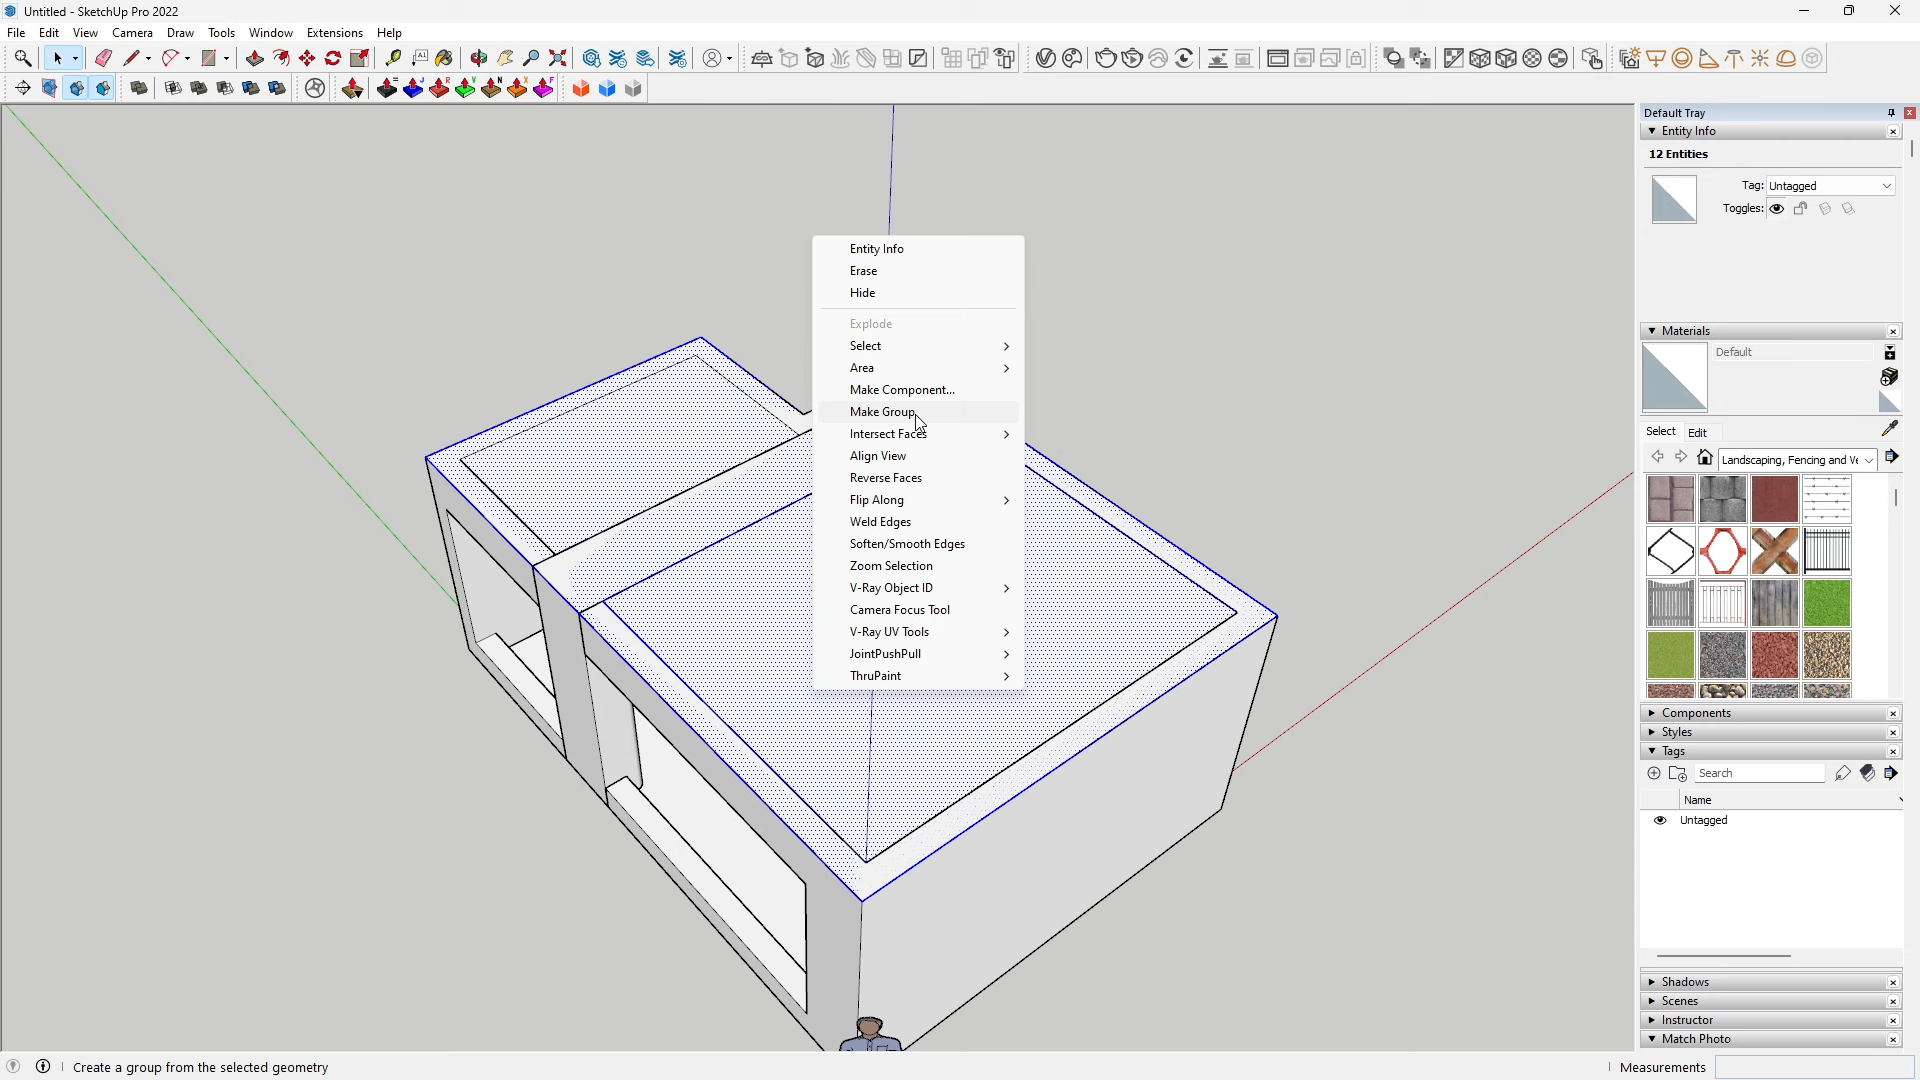 Untitled - SketchUp Pro 2022
File Edit View Camera Draw Tools Window Extensions Help
Default Tray
Entity Info
12 Entities
Tag: Untagged
Toggles:
Materials
Default
Select Edit
Landscaping, Fencing and Ve
Components
Styles
Tags
Search
Name
Untagged
Shadows
Scenes
Instructor
Match Photo
Entity Info
Erase
Hide
Explode
Select
Area
Make Component...
Make Group
Intersect Faces
Align View
Reverse Faces
Flip Along
Weld Edges
Soften/Smooth Edges
Zoom Selection
V-Ray Object ID
Camera Focus Tool
V-Ray UV Tools
JointPushPull
ThruPaint
Create a group from the selected geometry
Measurements